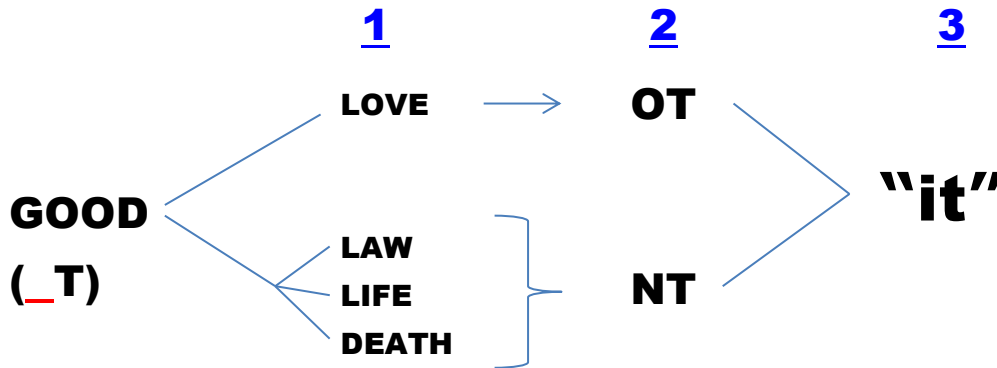 1 2 3
LOVE OT
"it"
GOOD
LAW
(_T)
LIFE NT
DEATH